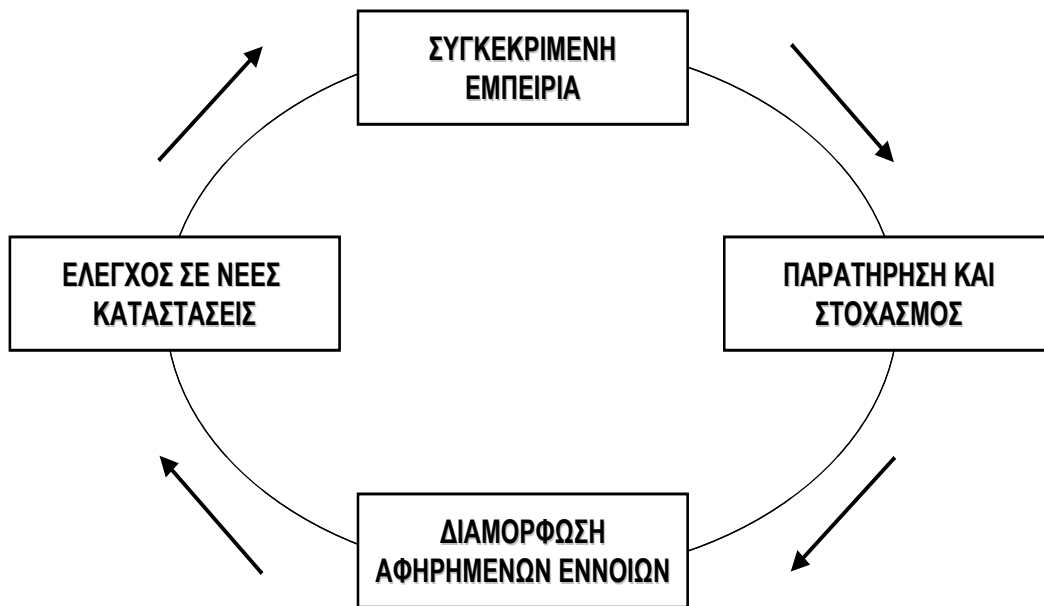 ΣΥΓΚΕΚΡΙΜΕΝΗ
ΕΜΠΕΙΡΙΑ
ΕΛΕΓΧΟΣ ΣΕ ΝΕΕΣ
ΚΑΤΑΣΤΑΣΕΙΣ
ΠΑΡΑΤΗΡΗΣΗ ΚΑΙ
ΣΤΟΧΑΣΜΟΣ
ΔΙΑΜΟΡΦΩΣΗ
ΑΦΗΡΗΜΕΝΩΝ ΕΝΝΟΙΩΝ